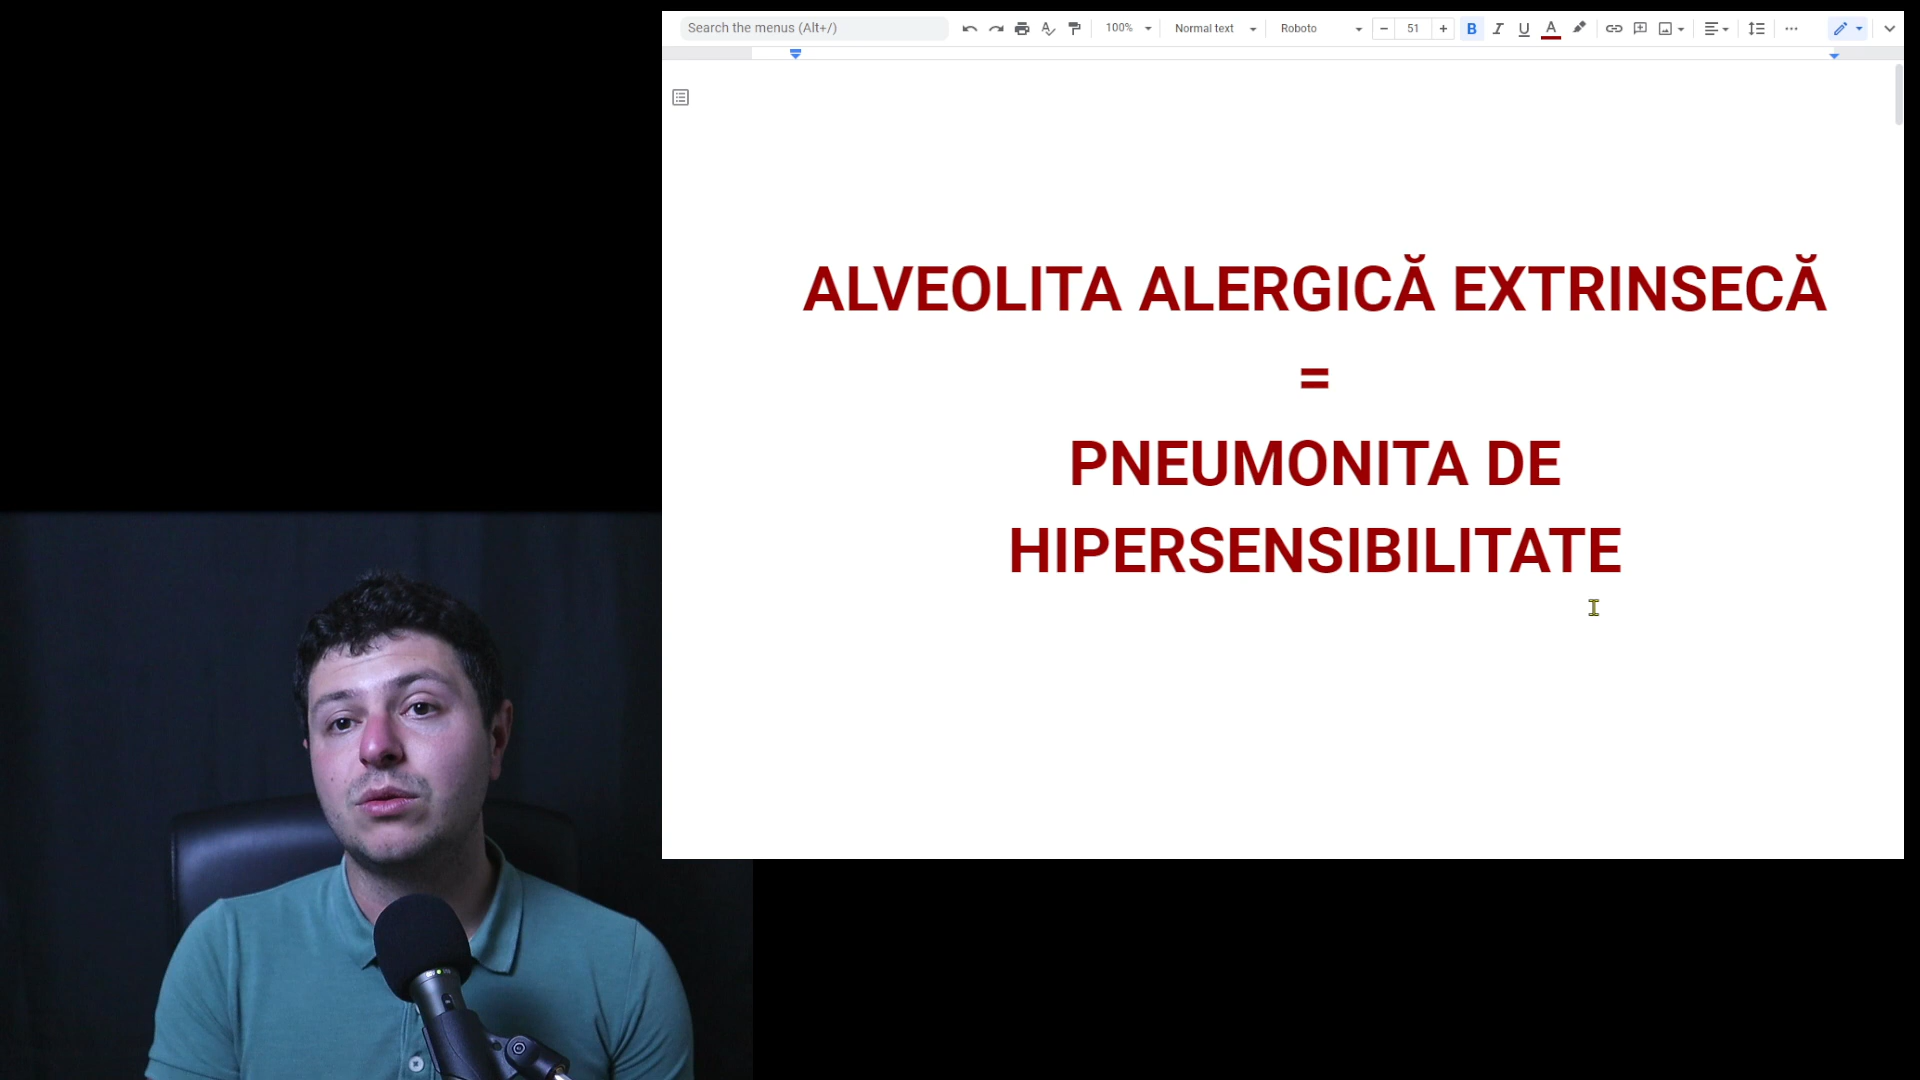 Search the menus (Alt+/)
100%
Normal text
Roboto
51
B
I
U
A
ALVEOLITA ALERGICĂ EXTRINSECĂ
=
PNEUMONITA DE
HIPERSENSIBILITATE